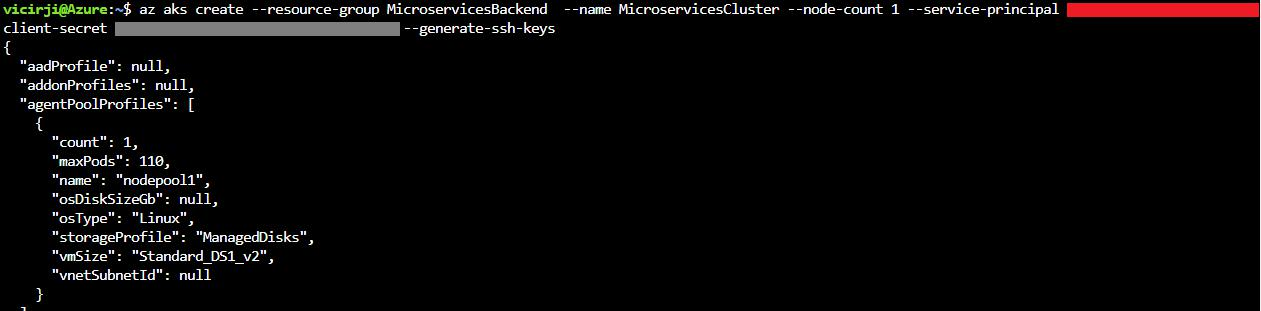 vicirji@Azure:~$ az aks create --resource-group MicroservicesBackend  --name MicroservicesCluster --node-count 1 --service-principal
client-secret --generate-ssh-keys
{
  "aadProfile": null,
  "addonProfiles": null,
  "agentPoolProfiles": [
    {
      "count": 1,
      "maxPods": 110,
      "name": "nodepool1",
      "osDiskSizeGb": null,
      "osType": "Linux",
      "storageProfile": "ManagedDisks",
      "vmSize": "Standard_DS1_v2",
      "vnetSubnetId": null
    }